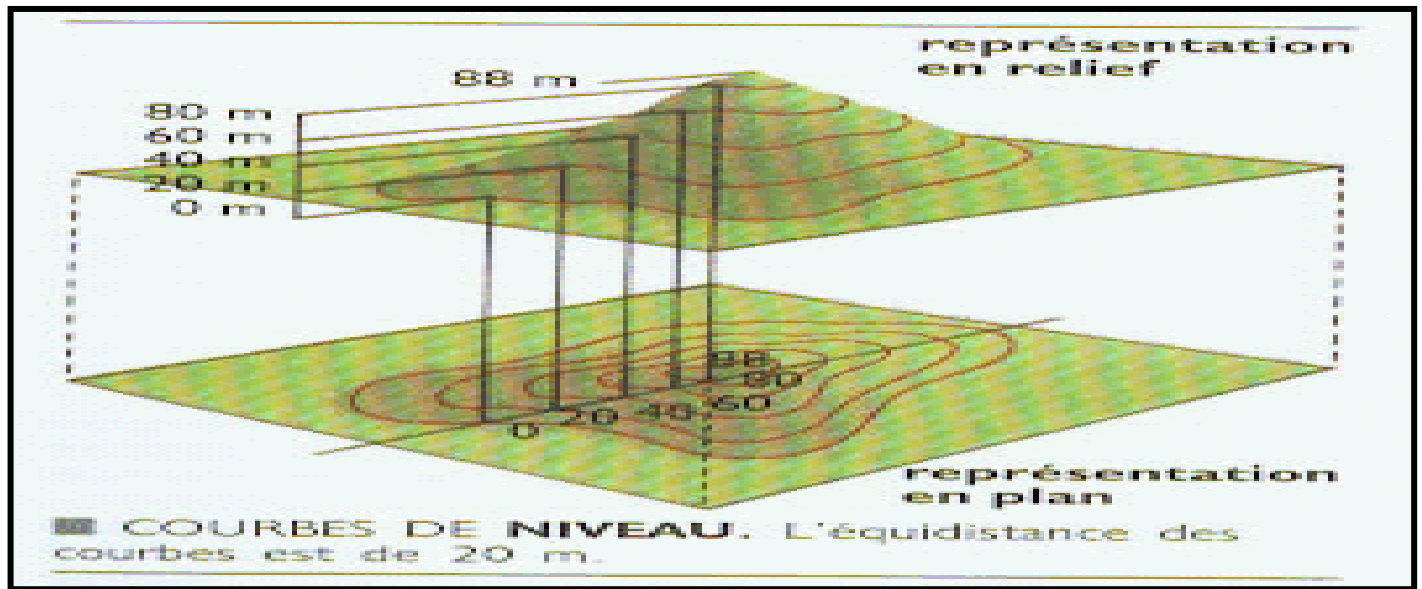 représentation
en relief
88 m
80 m
60 m
40 m
20 m
0 m
88
80
60
40
20
0
représentation
en plan
COURBES DE NIVEAU. L'équidistance des
courbes est de 20 m.